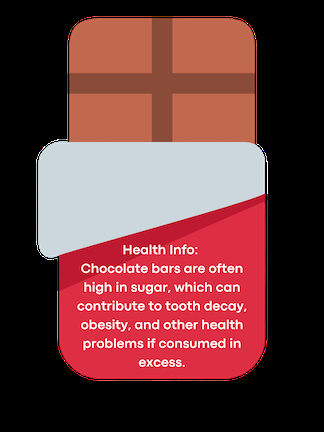 Health Info:
Chocolate bars are often
high in sugar, which can
contribute to tooth decay,
obesity, and other health
problems if consumed in
excess.